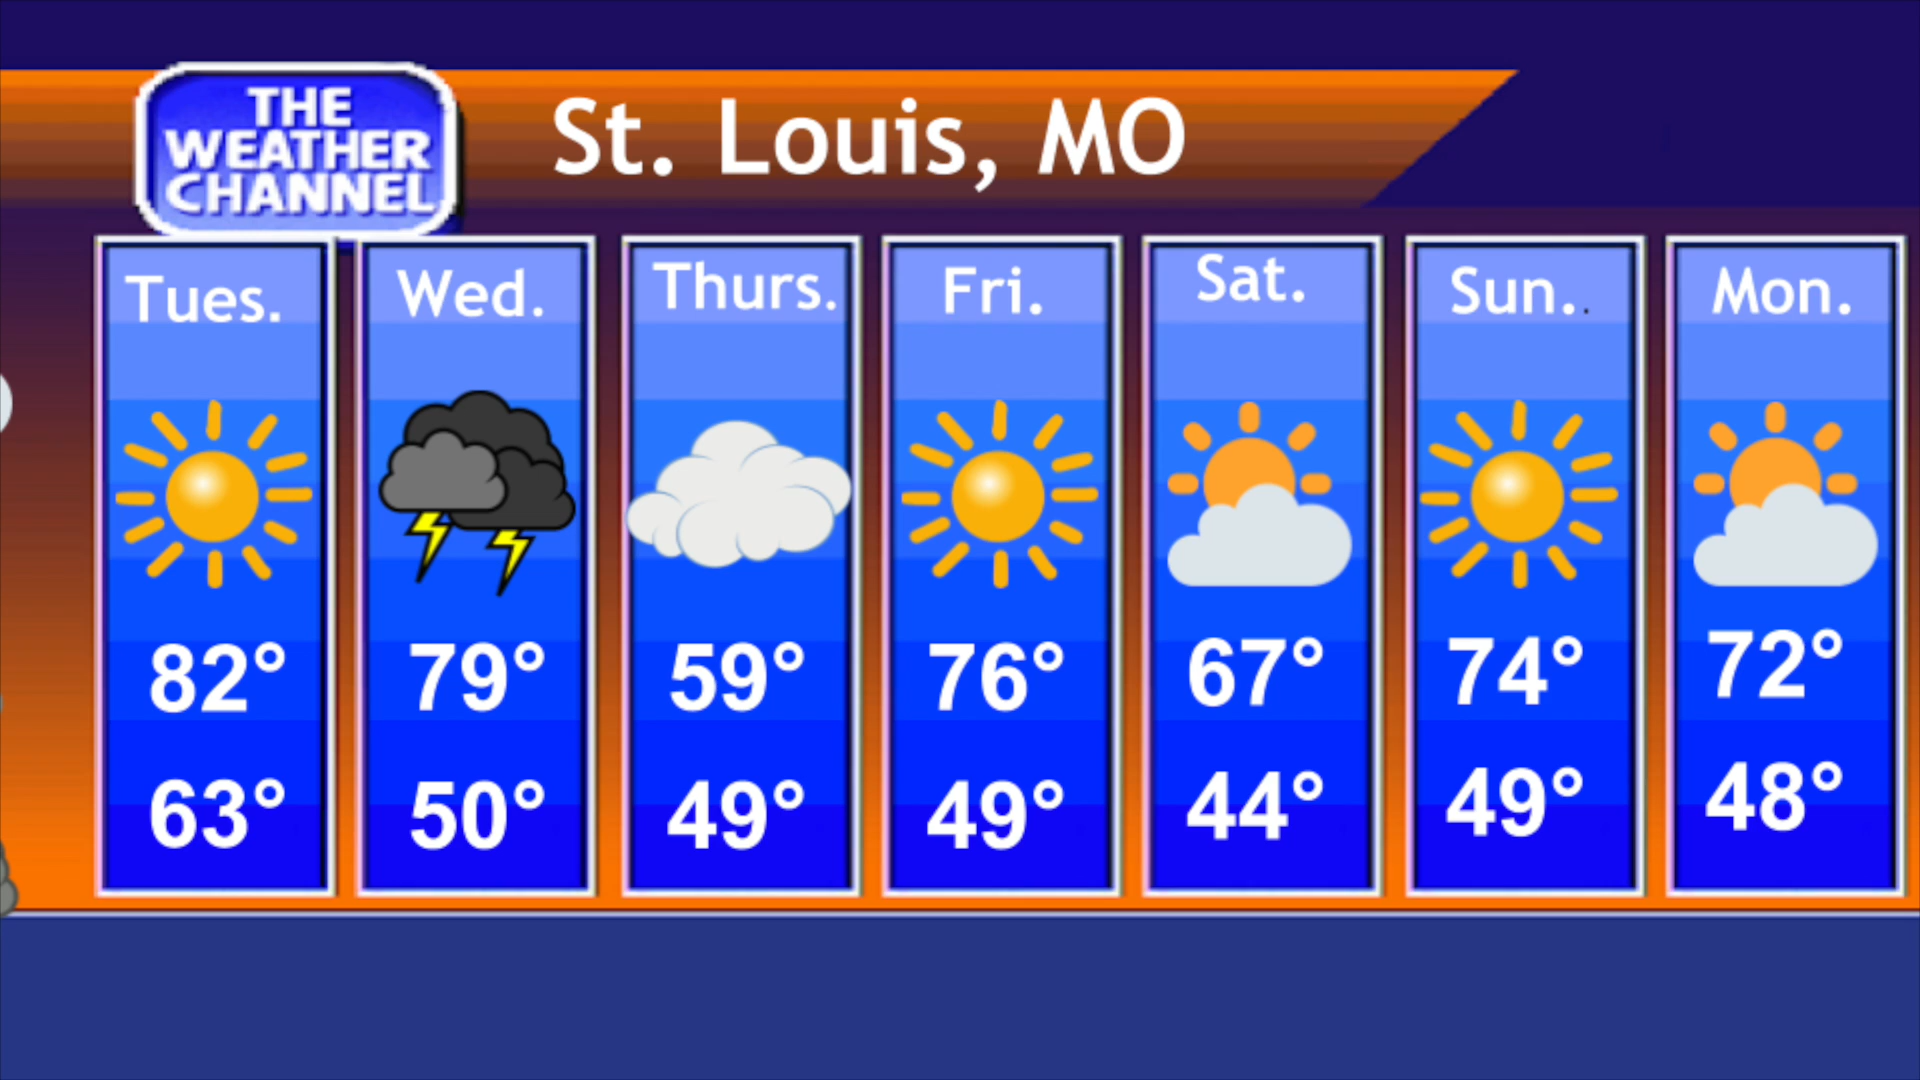 THE
WEATHER
CHANNEL
St. Louis, MO
Tues. Wed. Thurs. Fri. Sat. Sun.. Mon.
82° 79° 59° 76° 67° 74° 72°
63° 50° 49° 49° 44° 49° 48°